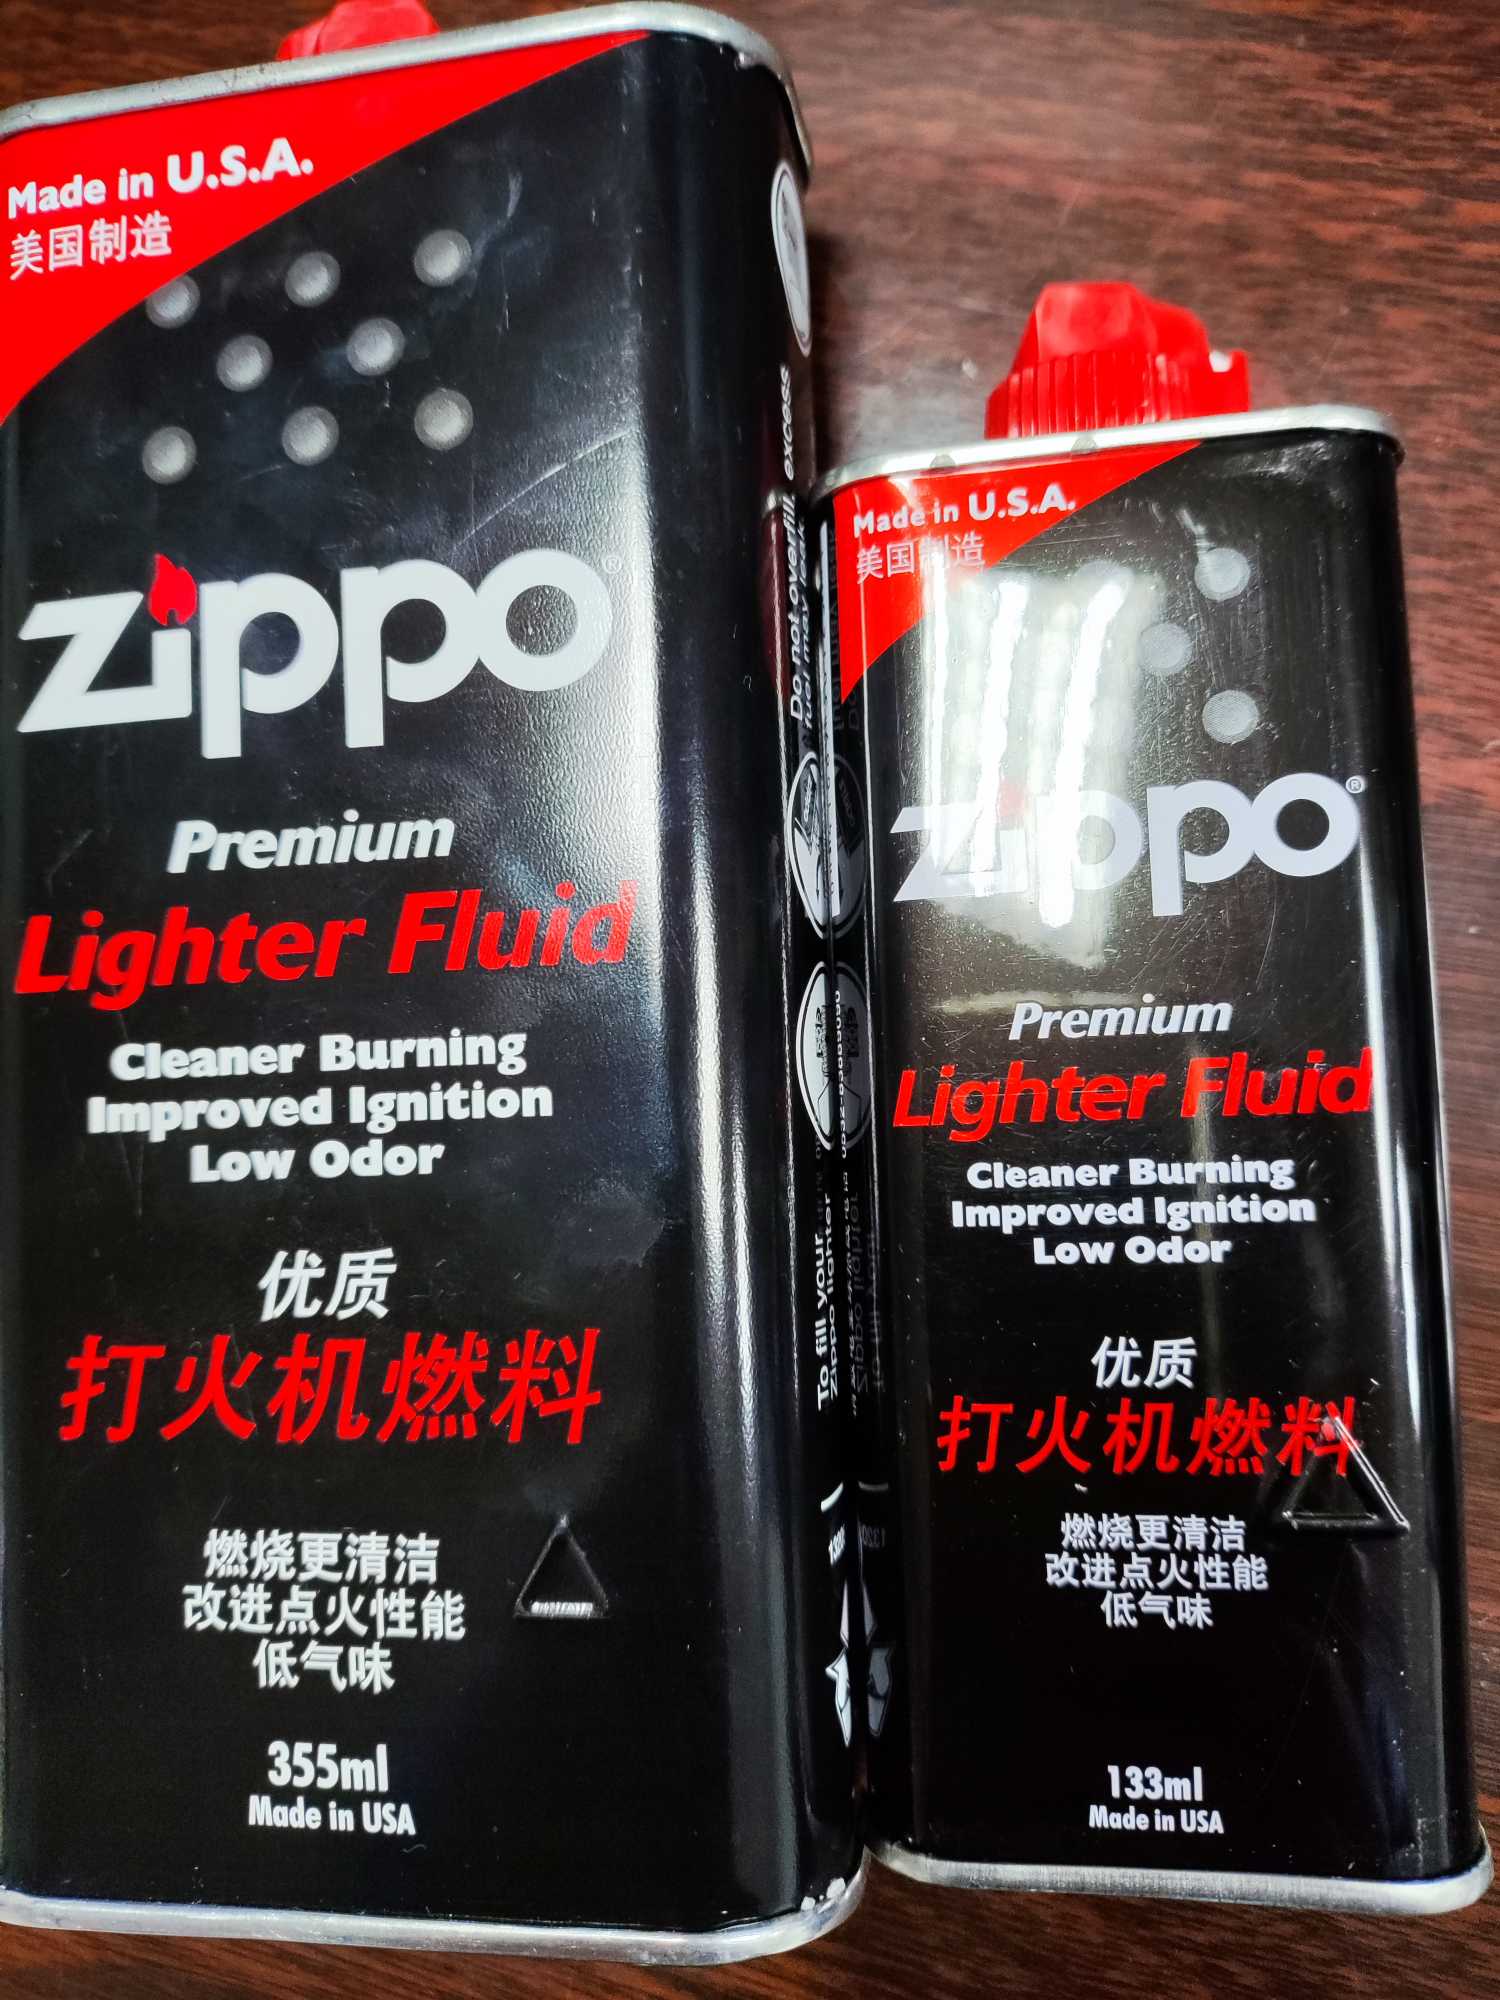 Made in U.S.A.
美国制造
zippo®
Premium
Lighter Fluid
Cleaner Burning
Improved Ignition
Low Odor
优质
打火机燃料
燃烧更清洁
改进点火性能
低气味
355ml
Made in USA
Do not overfill, excess
fuel may
To fill your
Zippo lighter
Made in U.S.A.
美国制造
zippo®
Premium
Lighter Fluid
Cleaner Burning
Improved Ignition
Low Odor
优质
打火机燃料
燃烧更清洁
改进点火性能
低气味
133ml
Made in USA